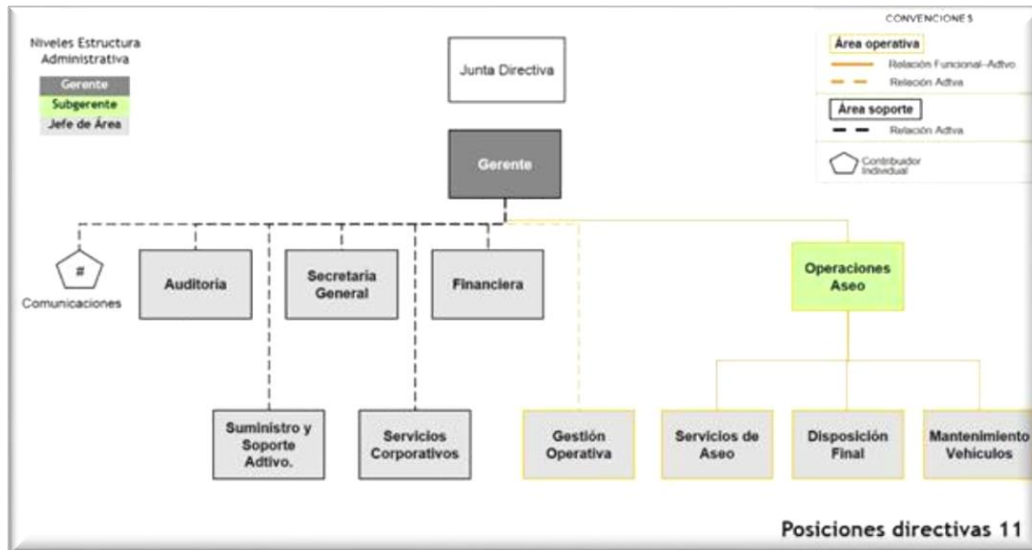 Niveles Estructura
Administrativa
Gerente
Subgerente
Jefe de Área
CONVENCIONES
Área operativa
Relación Funcional-Adtvo.
Relación Adtva
Área soporte
Relación Adtva
Contribuidor
Individual
Junta Directiva
Gerente
#
Comunicaciones
Auditoría
Secretaría
General
Financiera
Operaciones
Aseo
Suministro y
Soporte
Adtivo.
Servicios
Corporativos
Gestión
Operativa
Servicios de
Aseo
Disposición
Final
Mantenimiento
Vehículos
Posiciones directivas 11